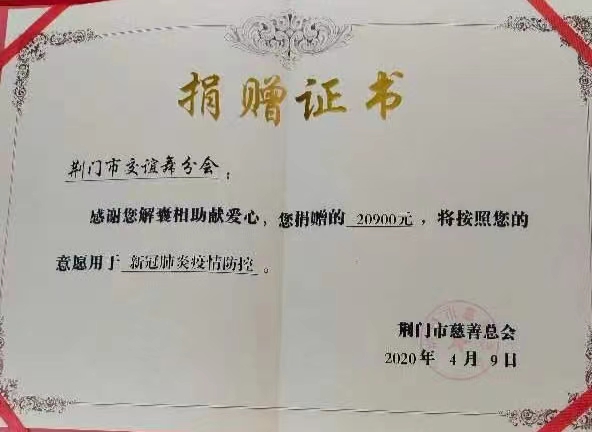 捐赠证书
荆门市交谊舞分会：
感谢您解囊相助献爱心，您捐赠的 20900元，将按照您的
意愿用于 新冠肺炎疫情防控。
荆门市慈善总会
2020年 4月 9日